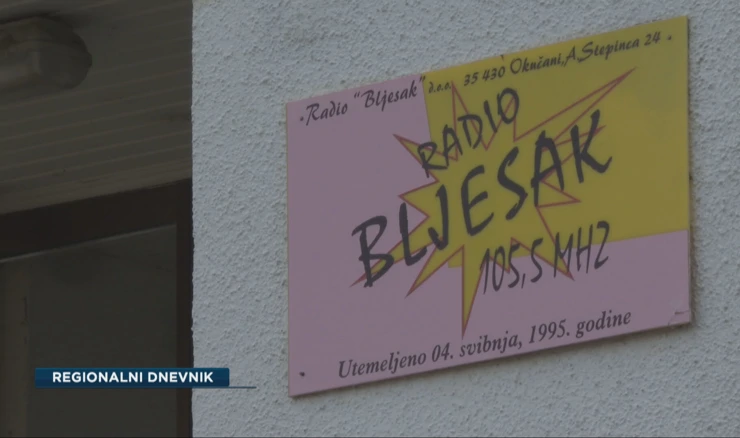 Radio "Bljesak" d.o.o. 35 430 Okučani, A. Stepinca 24
RADIO
BLJESAK
105,5 MHZ
Utemeljeno 04. svibnja, 1995. godine
REGIONALNI DNEVNIK